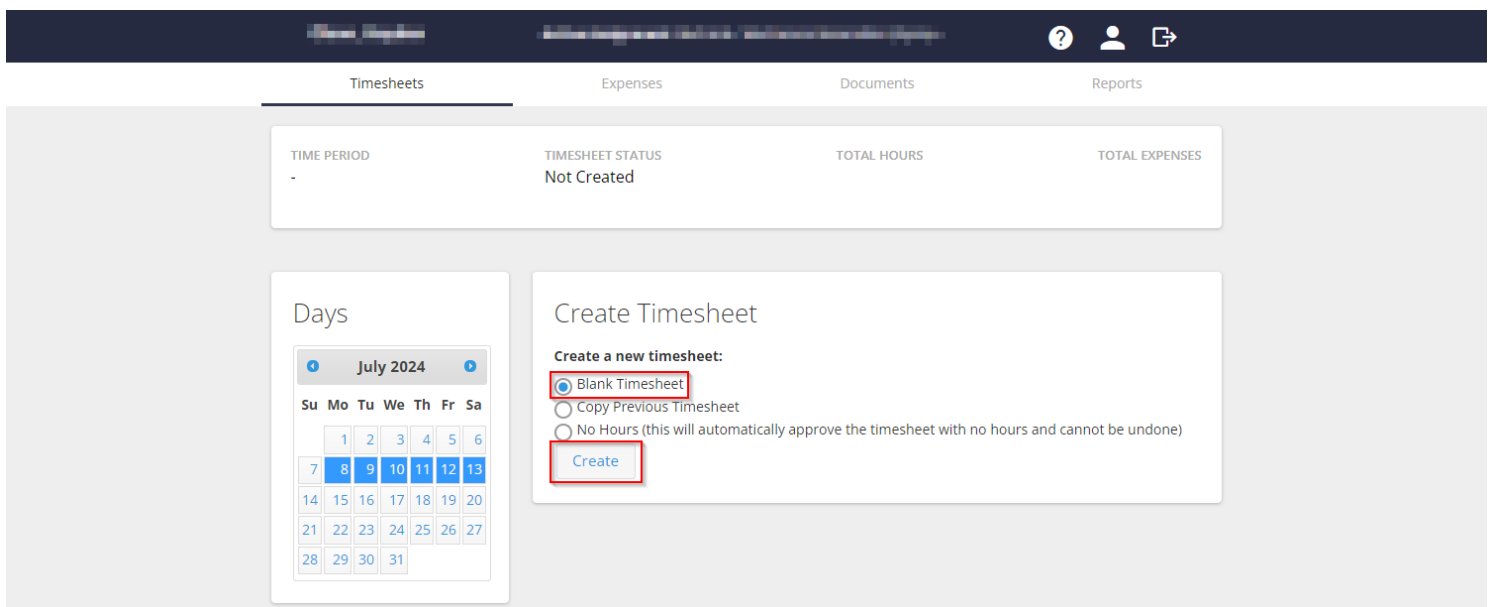 Timesheets Expenses Documents Reports
TIME PERIOD TIMESHEET STATUS TOTAL HOURS TOTAL EXPENSES
- Not Created
Days
July 2024
Su Mo Tu We Th Fr Sa
1 2 3 4 5 6
7 8 9 10 11 12 13
14 15 16 17 18 19 20
21 22 23 24 25 26 27
28 29 30 31
Create Timesheet
Create a new timesheet:
Blank Timesheet
Copy Previous Timesheet
No Hours (this will automatically approve the timesheet with no hours and cannot be undone)
Create